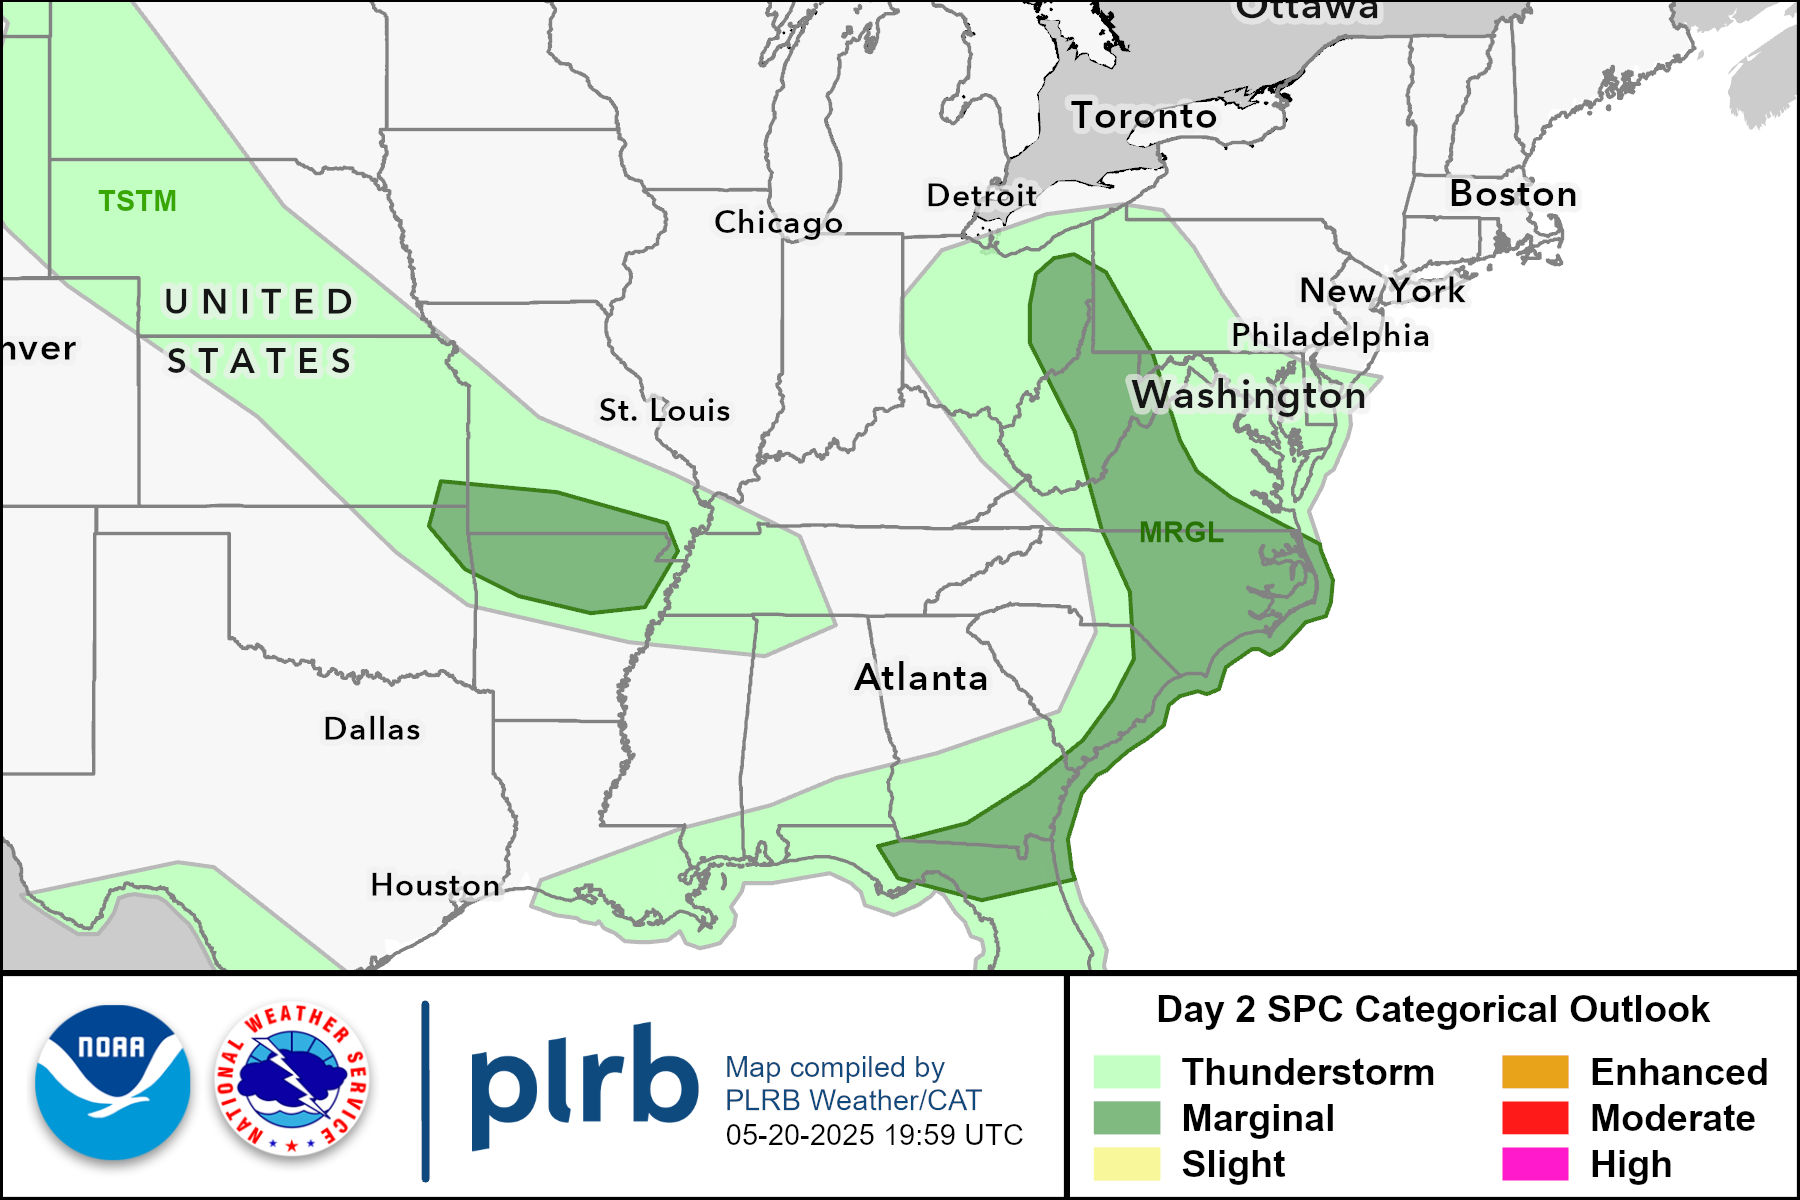 Ottawa
Toronto
Detroit
Boston
TSTM
Chicago
UNITED
New York
Philadelphia
nver
STATES
Washington
St. Louis
MRGL
Atlanta
Dallas
Houston
NOAA
NATIONAL WEATHER SERVICE
plrb
Map compiled by
PLRB Weather/CAT
05-20-2025 19:59 UTC
Day 2 SPC Categorical Outlook
Thunderstorm
Enhanced
Marginal
Moderate
Slight
High